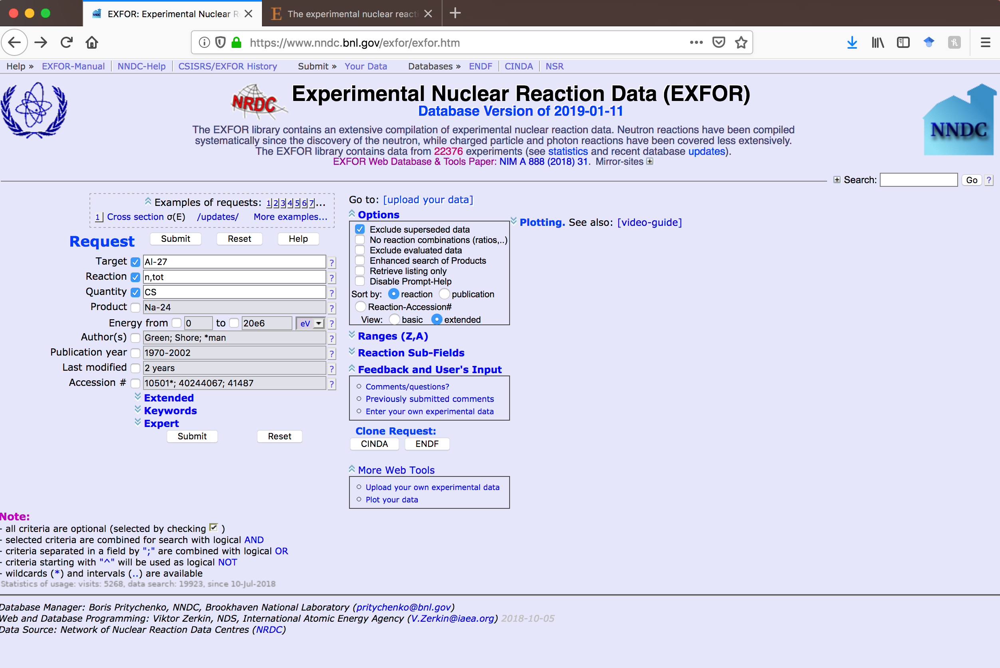 EXFOR: Experimental Nuclear R
The experimental nuclear reacti
https://www.nndc.bnl.gov/exfor/exfor.htm
Help » EXFOR-Manual NNDC-Help CSISRS/EXFOR History Submit » Your Data Databases » ENDF CINDA NSR
NRDC
Experimental Nuclear Reaction Data (EXFOR)
Database Version of 2019-01-11
NNDC
The EXFOR library contains an extensive compilation of experimental nuclear reaction data. Neutron reactions have been compiled
systematically since the discovery of the neutron, while charged particle and photon reactions have been covered less extensively.
The EXFOR library contains data from 22376 experiments (see statistics and recent database updates).
EXFOR Web Database & Tools Paper: NIM A 888 (2018) 31. Mirror-sites
Search: Go ?
Examples of requests: 1 2 3 4 5 6 7 ...
1 Cross section σ(E) /updates/ More examples...
Request Submit Reset Help
Target Al-27 ?
Reaction n,tot ?
Quantity CS ?
Product Na-24 ?
Energy from 0 to 20e6 eV ?
Author(s) Green; Shore; *man ?
Publication year 1970-2002 ?
Last modified 2 years ?
Accession # 10501*; 40244067; 41487 ?
Extended
Keywords
Expert
Submit Reset
Go to: [upload your data]
Options
Exclude superseded data
No reaction combinations (ratios,..)
Exclude evaluated data
Enhanced search of Products
Retrieve listing only
Disable Prompt-Help
Sort by: reaction publication
Reaction-Accession#
View: basic extended
Ranges (Z,A)
Reaction Sub-Fields
Feedback and User's Input
Comments/questions?
Previously submitted comments
Enter your own experimental data
Clone Request:
CINDA ENDF
More Web Tools
Upload your own experimental data
Plot your data
Plotting. See also: [video-guide]
Note:
- all criteria are optional (selected by checking )
- selected criteria are combined for search with logical AND
- criteria separated in a field by ";" are combined with logical OR
- criteria starting with "^" will be used as logical NOT
- wildcards (*) and intervals (..) are available
Statistics of usage: visits: 5268, data search: 19923, since 10-Jul-2018
Database Manager: Boris Pritychenko, NNDC, Brookhaven National Laboratory (pritychenko@bnl.gov)
Web and Database Programming: Viktor Zerkin, NDS, International Atomic Energy Agency (V.Zerkin@iaea.org) 2018-10-05
Data Source: Network of Nuclear Reaction Data Centres (NRDC)